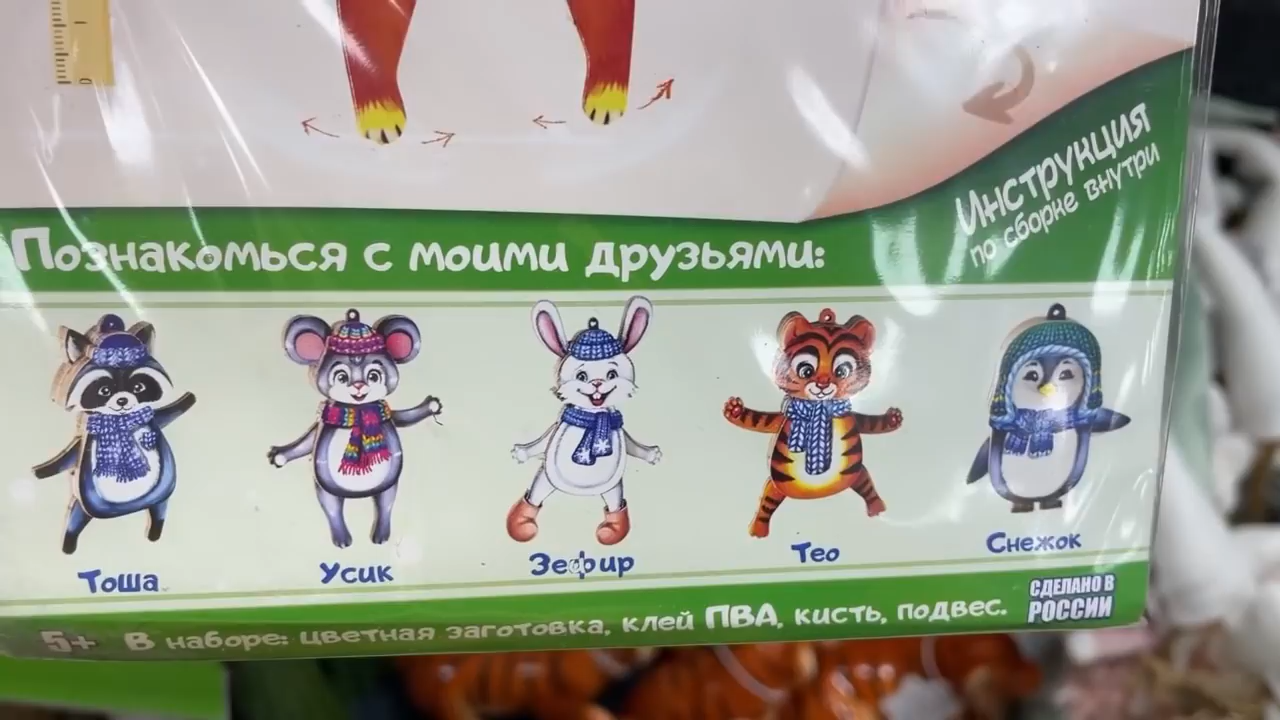 0
Инструкция
по сборке внутри
Познакомься с моими друзьями:
Тоша
Усик
Зефир
Тео
Снежок
5+ В наборе: цветная заготовка, клей ПВА, кисть, подвес.
СДЕЛАНО В
РОССИИ